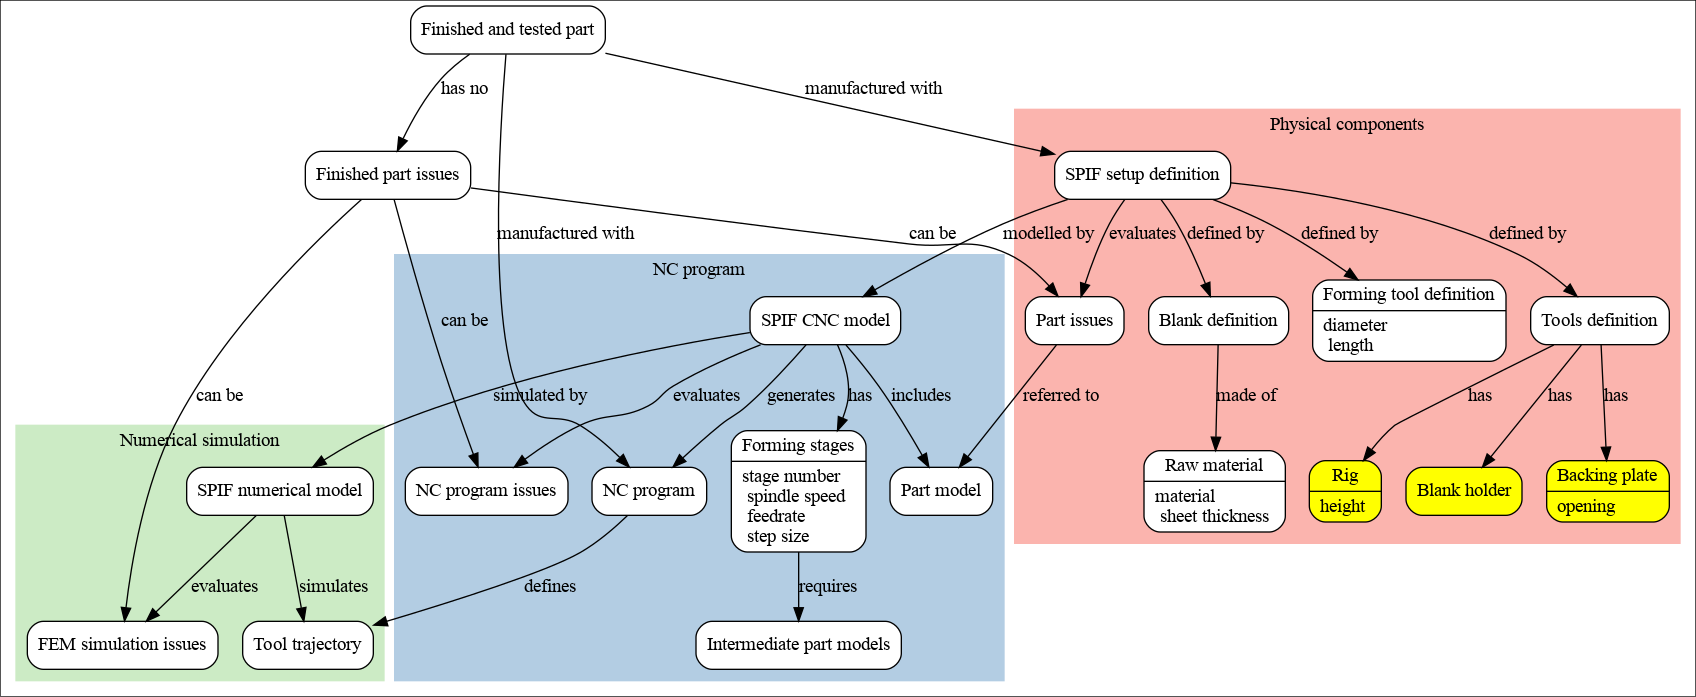 Finished and tested part
has no
manufactured with
Physical components
Finished part issues
SPIF setup definition
manufactured with
can be
modelled by
evaluates
defined by
defined by
defined by
NC program
SPIF CNC model
Part issues
Blank definition
Forming tool definition
diameter
length
Tools definition
can be
can be
simulated by
evaluates
generates
has
includes
referred to
made of
has
has
has
Numerical simulation
SPIF numerical model
NC program issues
NC program
Forming stages
stage number
spindle speed
feedrate
step size
Part model
Raw material
material
sheet thickness
Rig
height
Blank holder
Backing plate
opening
evaluates
simulates
defines
requires
FEM simulation issues
Tool trajectory
Intermediate part models